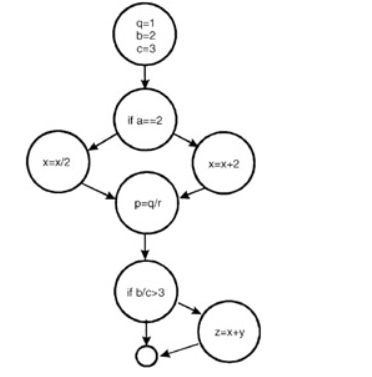 q=1
b=2
c=3
if a==2
x=x/2
x=x+2
p=q/r
if b/c>3
z=x+y